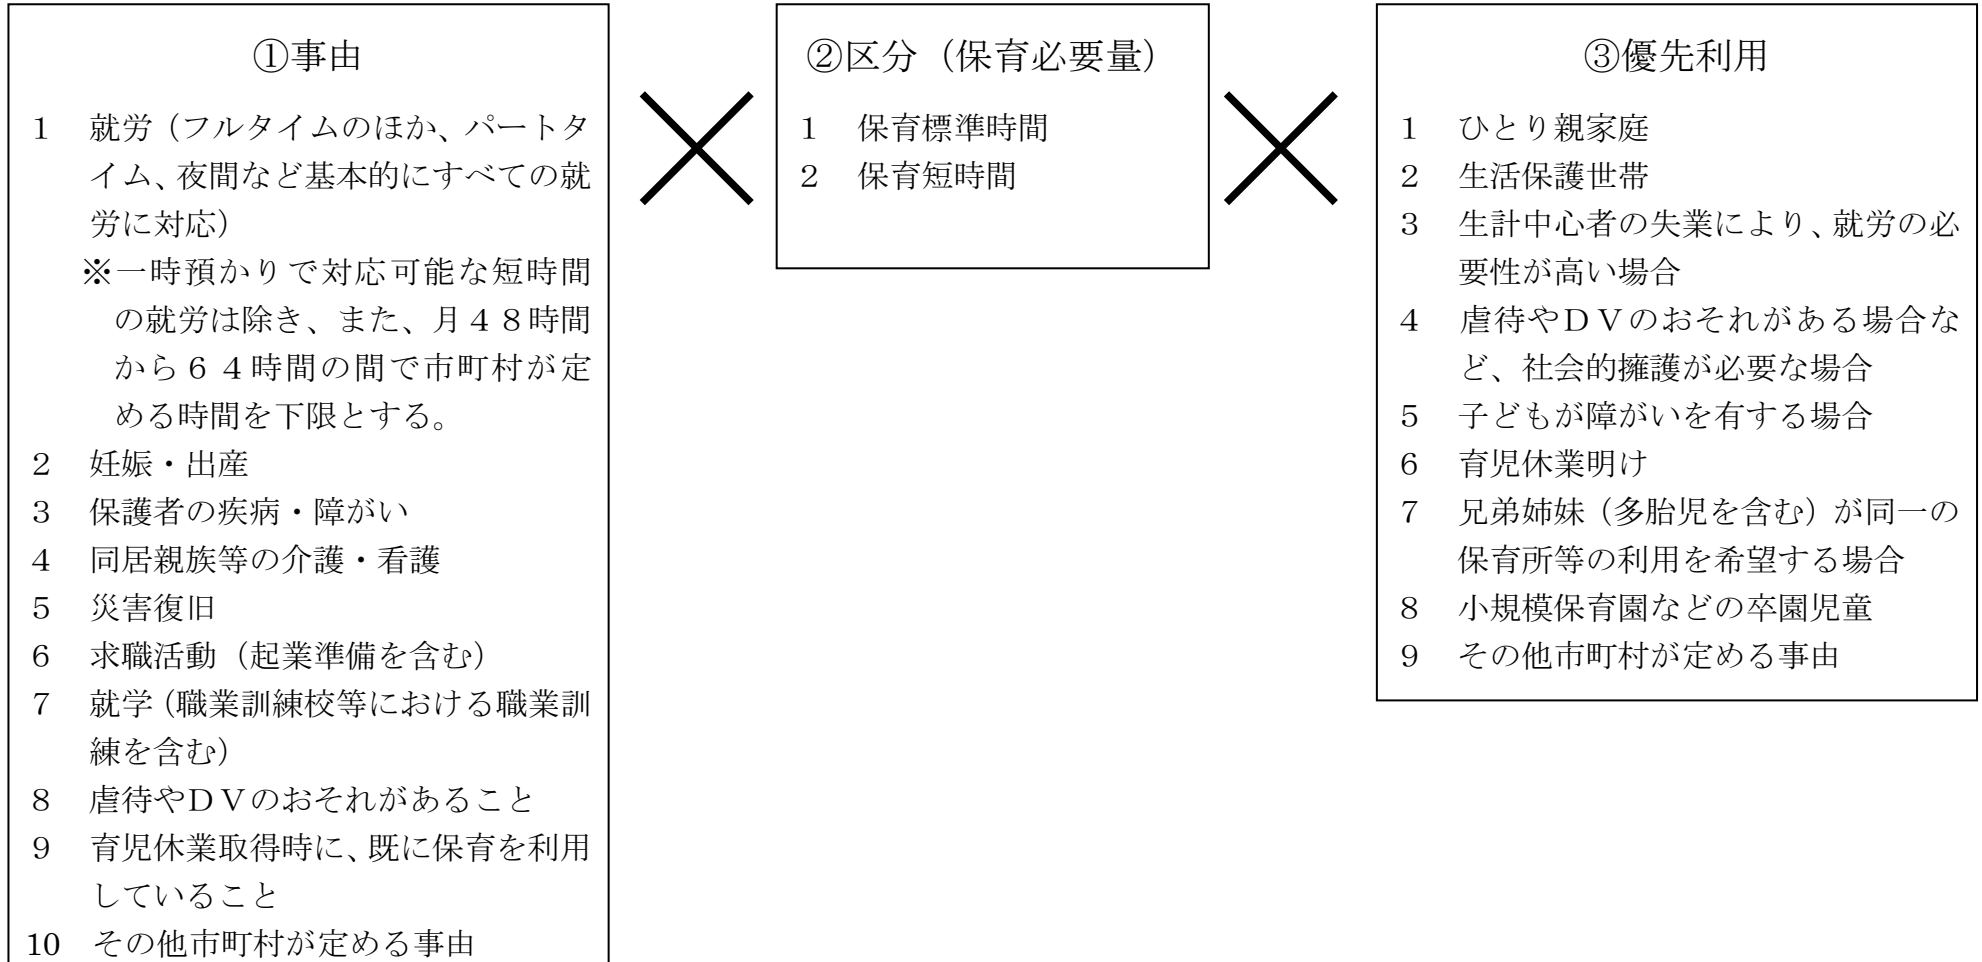 ①事由
1 就労（フルタイムのほか、パートタ
イム、夜間など基本的にすべての就
労に対応）
※一時預かりで対応可能な短時間
の就労は除き、また、月４８時間
から６４時間の間で市町村が定
める時間を下限とする。
2 妊娠・出産
3 保護者の疾病・障がい
4 同居親族等の介護・看護
5 災害復旧
6 求職活動（起業準備を含む）
7 就学（職業訓練校等における職業訓
練を含む）
8 虐待やＤＶのおそれがあること
9 育児休業取得時に、既に保育を利用
していること
10 その他市町村が定める事由
②区分（保育必要量）
1 保育標準時間
2 保育短時間
③優先利用
1 ひとり親家庭
2 生活保護世帯
3 生計中心者の失業により、就労の必
要性が高い場合
4 虐待やＤＶのおそれがある場合な
ど、社会的擁護が必要な場合
5 子どもが障がいを有する場合
6 育児休業明け
7 兄弟姉妹（多胎児を含む）が同一の
保育所等の利用を希望する場合
8 小規模保育園などの卒園児童
9 その他市町村が定める事由